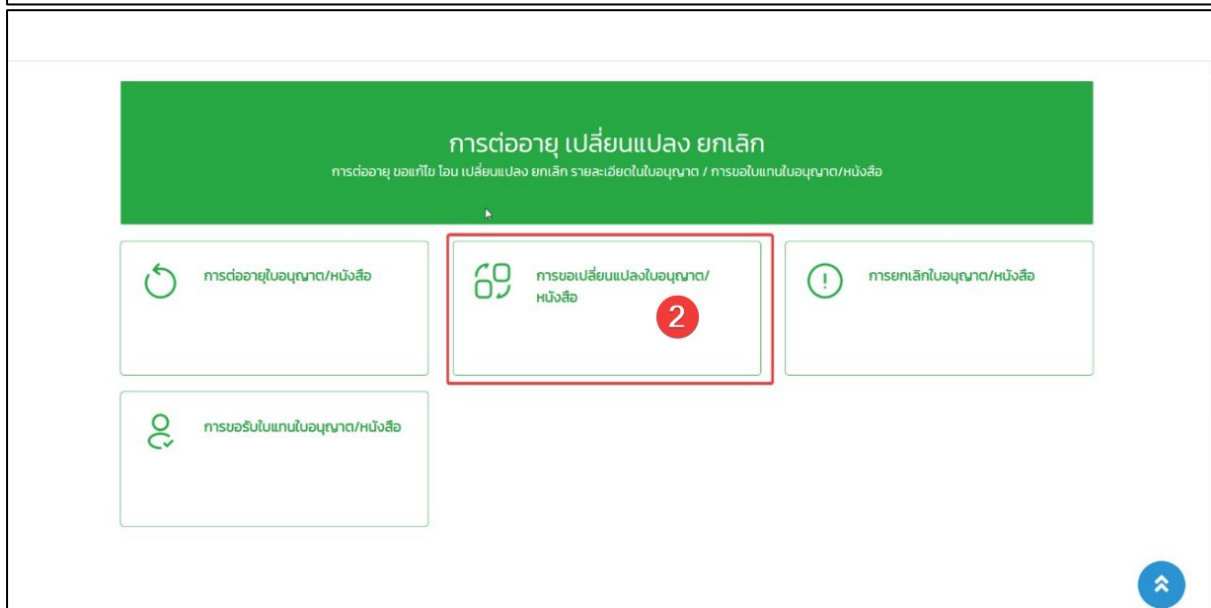 การต่ออายุ เปลี่ยนแปลง ยกเลิก
การต่ออายุ ขอแก้ไข โอน เปลี่ยนแปลง ยกเลิก รายละเอียดในใบอนุญาต / การขอใบแทนใบอนุญาต/หนังสือ
การต่ออายุใบอนุญาต/หนังสือ
การขอเปลี่ยนแปลงใบอนุญาต/
หนังสือ
2
การยกเลิกใบอนุญาต/หนังสือ
การขอรับใบแทนใบอนุญาต/หนังสือ